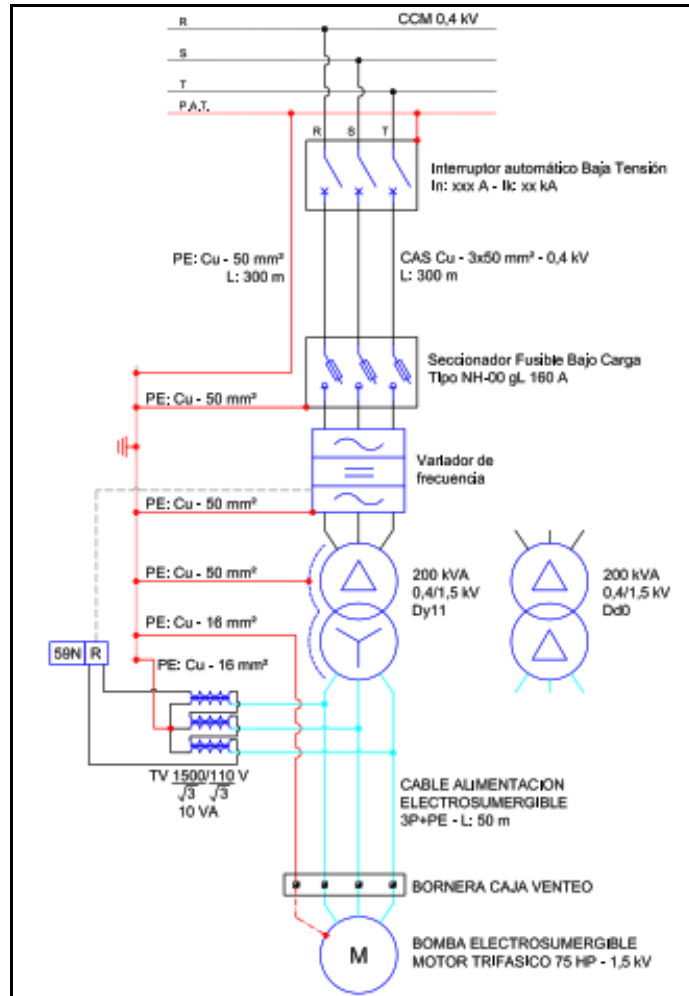 R
CCM 0,4 kV
S
T
P.A.T.
R S T
Interruptor automático Baja Tensión
In: xxx A - Ik: xx kA
PE: Cu - 50 mm²
L: 300 m
CAS Cu - 3x50 mm² - 0,4 kV
L: 300 m
Seccionador Fusible Bajo Carga
Tipo NH-00 gL 160 A
PE: Cu - 50 mm²
Variador de
frecuencia
PE: Cu - 50 mm²
PE: Cu - 50 mm²
200 kVA
0,4/1,5 kV
Dy11
200 kVA
0,4/1,5 kV
Dd0
PE: Cu - 16 mm²
59N R
PE: Cu - 16 mm²
TV 1500/110 V
√3 √3
10 VA
CABLE ALIMENTACION
ELECTROSUMERGIBLE
3P+PE - L: 50 m
BORNERA CAJA VENTEO
M
BOMBA ELECTROSUMERGIBLE
MOTOR TRIFASICO 75 HP - 1,5 kV